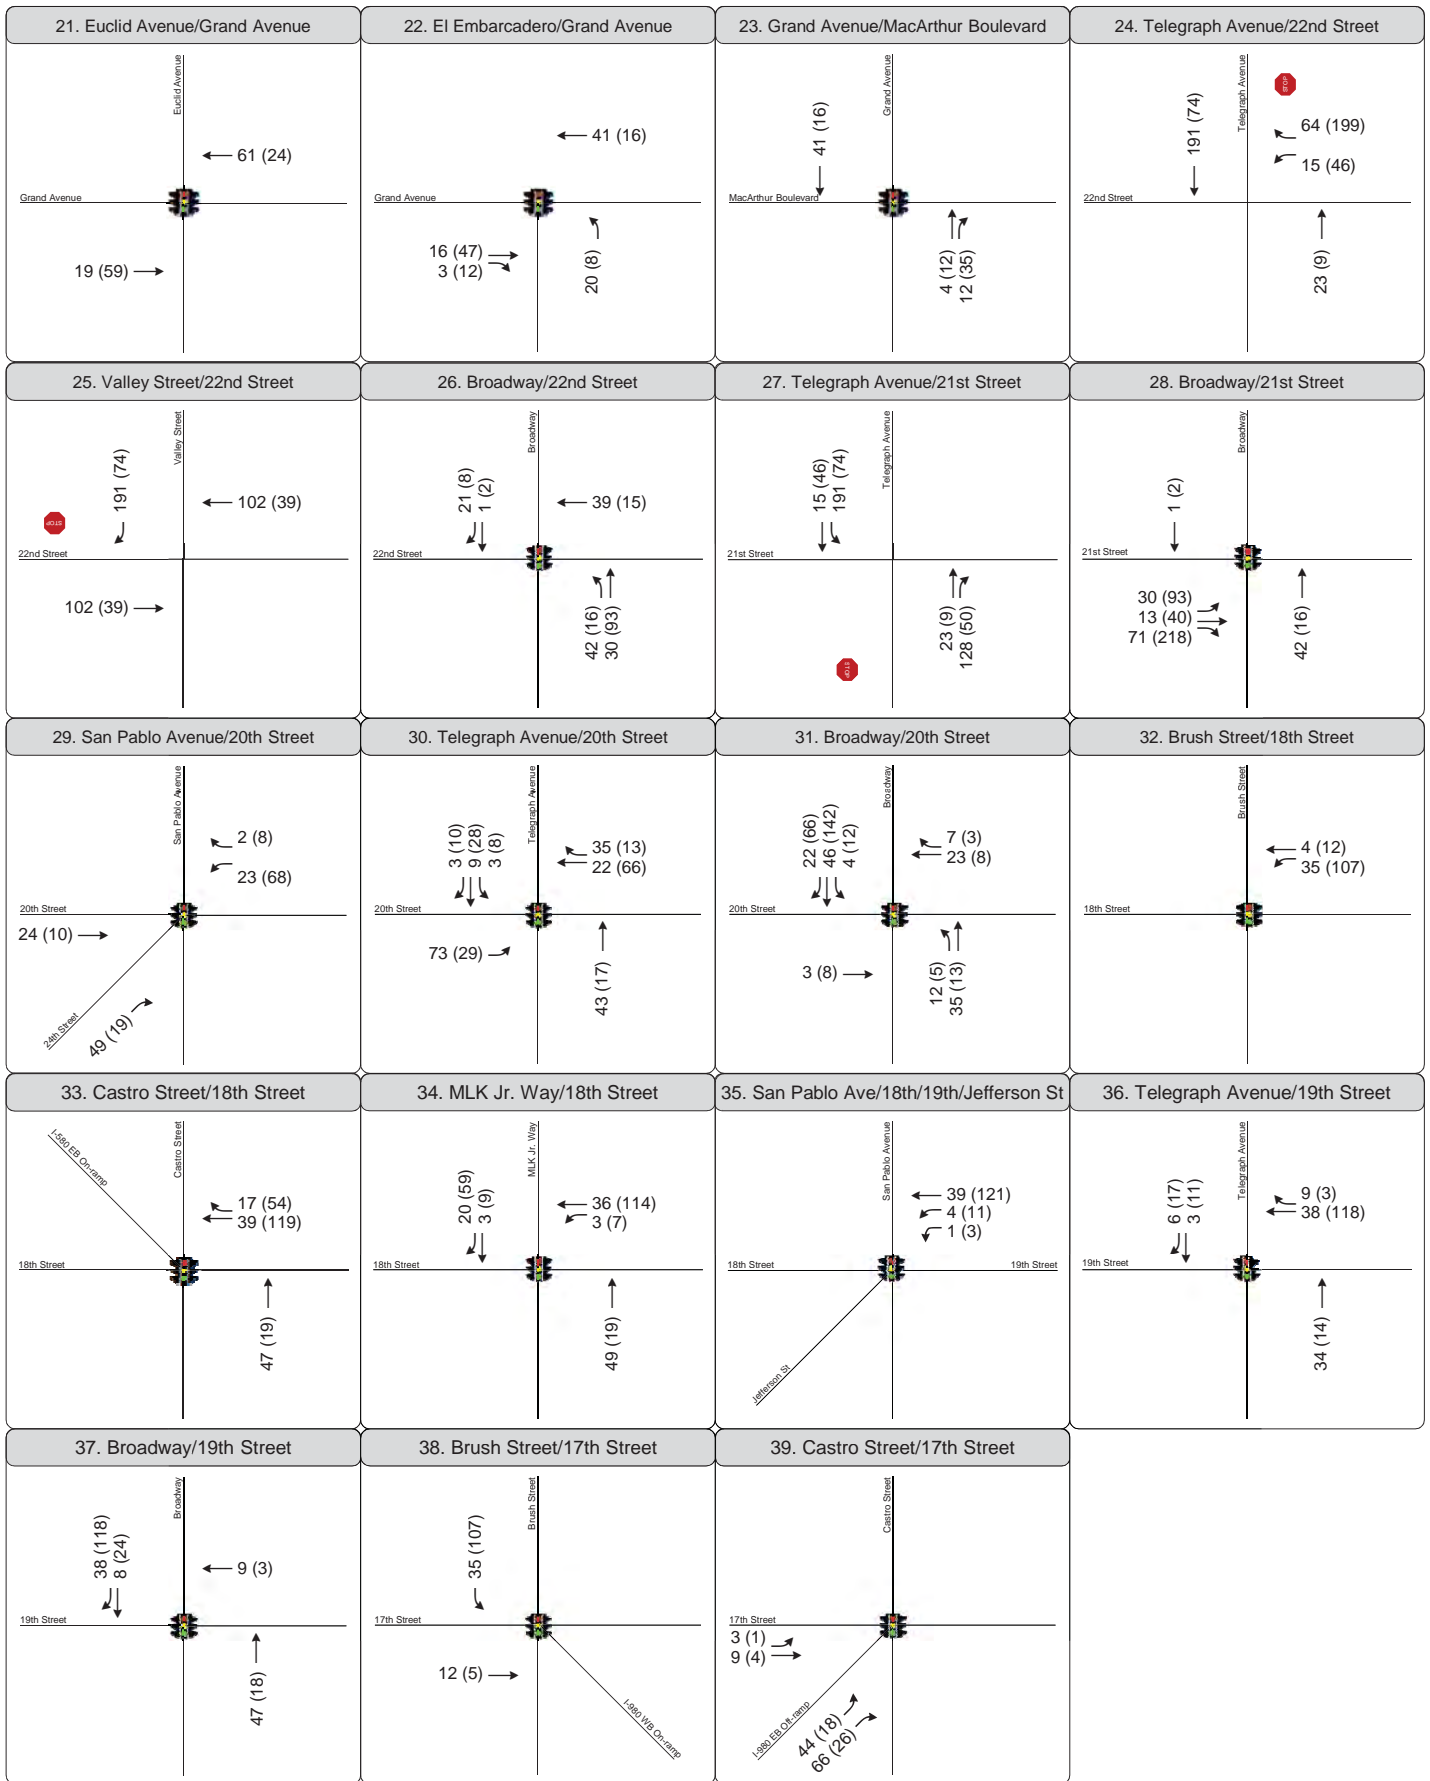 21. Euclid Avenue/Grand Avenue
Euclid Avenue
61 (24)
Grand Avenue
19 (59)
22. El Embarcadero/Grand Avenue
41 (16)
Grand Avenue
16 (47)
3 (12)
20 (8)
23. Grand Avenue/MacArthur Boulevard
Grand Avenue
41 (16)
MacArthur Boulevard
4 (12)
12 (35)
24. Telegraph Avenue/22nd Street
Telegraph Avenue
STOP
191 (74)
64 (199)
15 (46)
22nd Street
23 (9)
25. Valley Street/22nd Street
Valley Street
191 (74)
102 (39)
STOP
22nd Street
102 (39)
26. Broadway/22nd Street
Broadway
21 (8)
1 (2)
39 (15)
22nd Street
42 (16)
30 (93)
27. Telegraph Avenue/21st Street
Telegraph Avenue
15 (46)
191 (74)
21st Street
23 (9)
128 (50)
STOP
28. Broadway/21st Street
Broadway
1 (2)
21st Street
30 (93)
13 (40)
71 (218)
42 (16)
29. San Pablo Avenue/20th Street
San Pablo Avenue
2 (8)
23 (68)
20th Street
24 (10)
24th Street
49 (19)
30. Telegraph Avenue/20th Street
Telegraph Avenue
3 (10)
9 (28)
3 (8)
35 (13)
22 (66)
20th Street
73 (29)
43 (17)
31. Broadway/20th Street
Broadway
22 (66)
46 (142)
4 (12)
7 (3)
23 (8)
20th Street
3 (8)
12 (5)
35 (13)
32. Brush Street/18th Street
Brush Street
4 (12)
35 (107)
18th Street
33. Castro Street/18th Street
I-580 EB On-ramp
Castro Street
17 (54)
39 (119)
18th Street
47 (19)
34. MLK Jr. Way/18th Street
MLK Jr. Way
20 (59)
3 (9)
36 (114)
3 (7)
18th Street
49 (19)
35. San Pablo Ave/18th/19th/Jefferson St
San Pablo Avenue
39 (121)
4 (11)
1 (3)
18th Street
19th Street
Jefferson St
36. Telegraph Avenue/19th Street
Telegraph Avenue
6 (17)
3 (11)
9 (3)
38 (118)
19th Street
34 (14)
37. Broadway/19th Street
Broadway
38 (118)
8 (24)
9 (3)
19th Street
47 (18)
38. Brush Street/17th Street
Brush Street
35 (107)
17th Street
12 (5)
I-980 WB On-ramp
39. Castro Street/17th Street
Castro Street
17th Street
3 (1)
9 (4)
I-980 EB Off-ramp
44 (18)
66 (26)